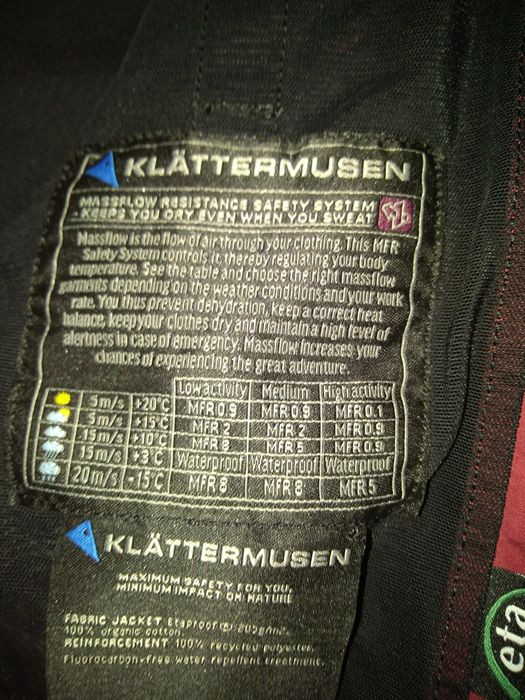 KLÄTTERMUSEN
MASSFLOW RESISTANCE SAFETY SYSTEM
- KEEPS YOU DRY EVEN WHEN YOU SWEAT
Massflow is the flow of air through your clothing. This MFR
Safety System controls it, thereby regulating your body
temperature. See the table and choose the right massflow
garments depending on the weather conditions and your work
rate. You thus prevent dehydration, keep a correct heat
balance, keep your clothes dry and maintain a high level of
alertness in case of emergency. Massflow increases your
chances of experiencing the great adventure.
Low activity Medium High activity
5m/s +20°C MFR 0.9 MFR 0.9 MFR 0.1
5m/s +15°C MFR 2 MFR 2 MFR 0.9
15m/s +10°C MFR 8 MFR 5 MFR 0.9
15m/s +3°C Waterproof Waterproof Waterproof
20m/s -15°C MFR 8 MFR 8 MFR 5
KLÄTTERMUSEN
MAXIMUM SAFETY FOR YOU,
MINIMUM IMPACT ON NATURE
FABRIC JACKET EtaProof® 205g/m2.
100% organic cotton.
REINFORCEMENT 100% recycled polyester.
Fluorocarbon-free water repellent treatment.
eta